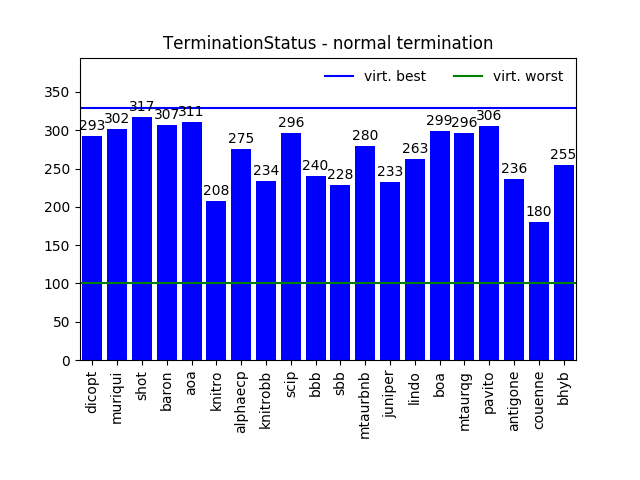 TerminationStatus - normal termination
virt. best
virt. worst
350
300
250
200
150
100
50
0
293
302
317
307
311
208
275
234
296
240
228
280
233
263
299
296
306
236
180
255
dicopt
muriqui
shot
baron
aoa
knitro
alphaecp
knitrobb
scip
bbb
sbb
mtaurbnb
juniper
lindo
boa
mtaurqg
pavito
antigone
couenne
bhyb